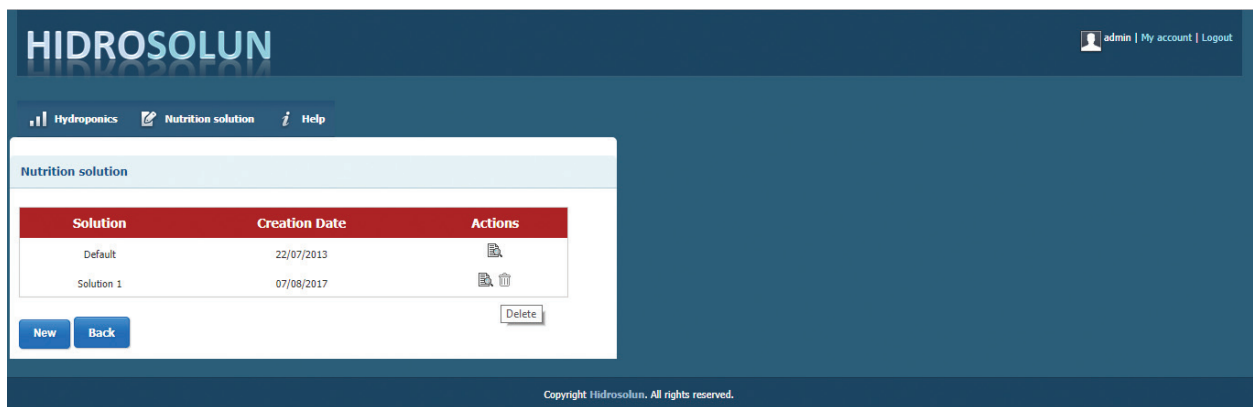 HIDROSOLUN
admin | My account | Logout
Hydroponics Nutrition solution i Help
Nutrition solution
Solution Creation Date Actions
Default 22/07/2013
Solution 1 07/08/2017
Delete
New Back
Copyright Hidrosolun. All rights reserved.